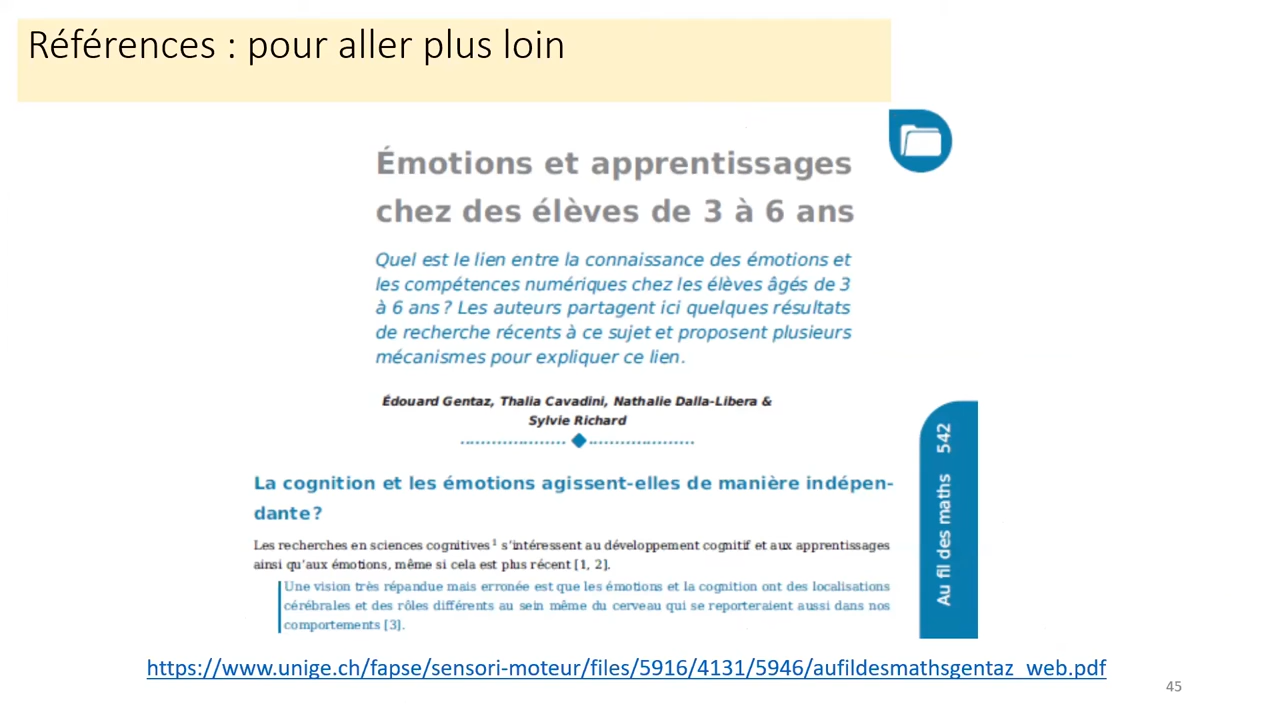 Références : pour aller plus loin
Émotions et apprentissages
chez des élèves de 3 à 6 ans
Quel est le lien entre la connaissance des émotions et
les compétences numériques chez les élèves âgés de 3
à 6 ans ? Les auteurs partagent ici quelques résultats
de recherche récents à ce sujet et proposent plusieurs
mécanismes pour expliquer ce lien.
Édouard Gentaz, Thalia Cavadini, Nathalie Dalla-Libera &
Sylvie Richard
La cognition et les émotions agissent-elles de manière indépen-
dante ?
Les recherches en sciences cognitives¹ s'intéressent au développement cognitif et aux apprentissages
ainsi qu'aux émotions, même si cela est plus récent [1, 2].
Une vision très répandue mais erronée est que les émotions et la cognition ont des localisations
cérébrales et des rôles différents au sein même du cerveau qui se reporteraient aussi dans nos
comportements [3].
Au fil des maths 542
https://www.unige.ch/fapse/sensori-moteur/files/5916/4131/5946/aufildesmathsgentaz_web.pdf
45